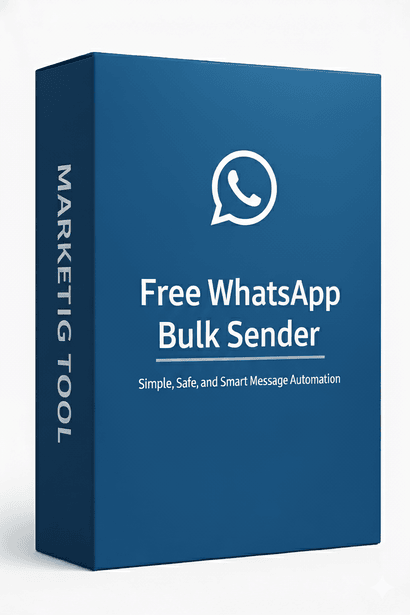 MARKETIG TOOL
Free WhatsApp
Bulk Sender
Simple, Safe, and Smart Message Automation